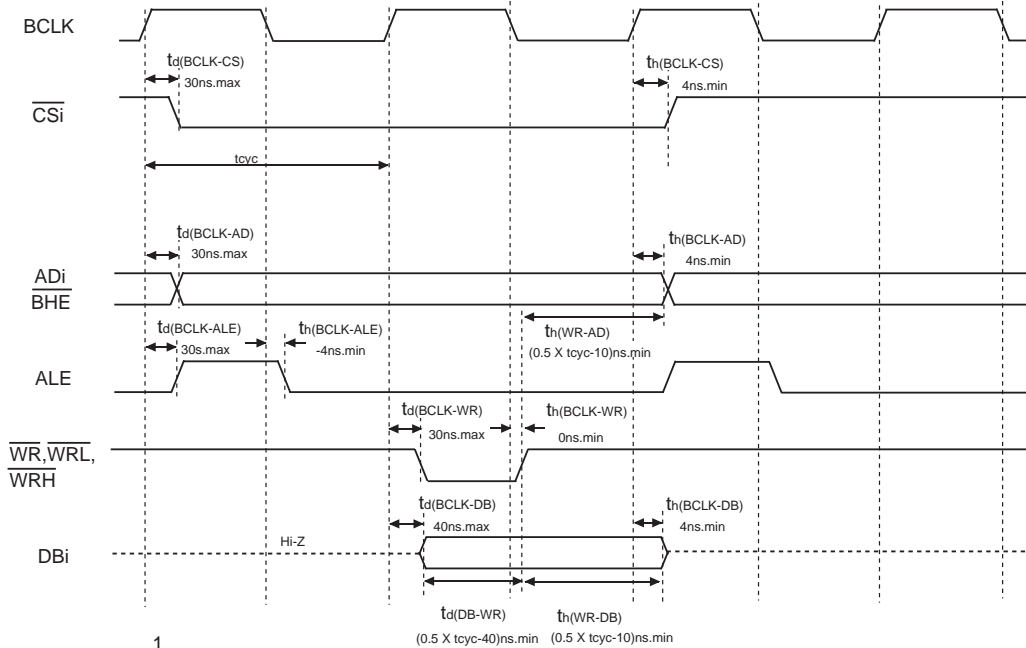 BCLK
td(BCLK-CS)
30ns.max
th(BCLK-CS)
4ns.min
CSi
tcyc
td(BCLK-AD)
30ns.max
th(BCLK-AD)
4ns.min
ADi
BHE
td(BCLK-ALE)
30s.max
th(BCLK-ALE)
-4ns.min
th(WR-AD)
(0.5 X tcyc-10)ns.min
ALE
td(BCLK-WR)
30ns.max
th(BCLK-WR)
0ns.min
WR,WRL,
WRH
td(BCLK-DB)
40ns.max
th(BCLK-DB)
4ns.min
Hi-Z
DBi
td(DB-WR)
(0.5 X tcyc-40)ns.min
th(WR-DB)
(0.5 X tcyc-10)ns.min
1